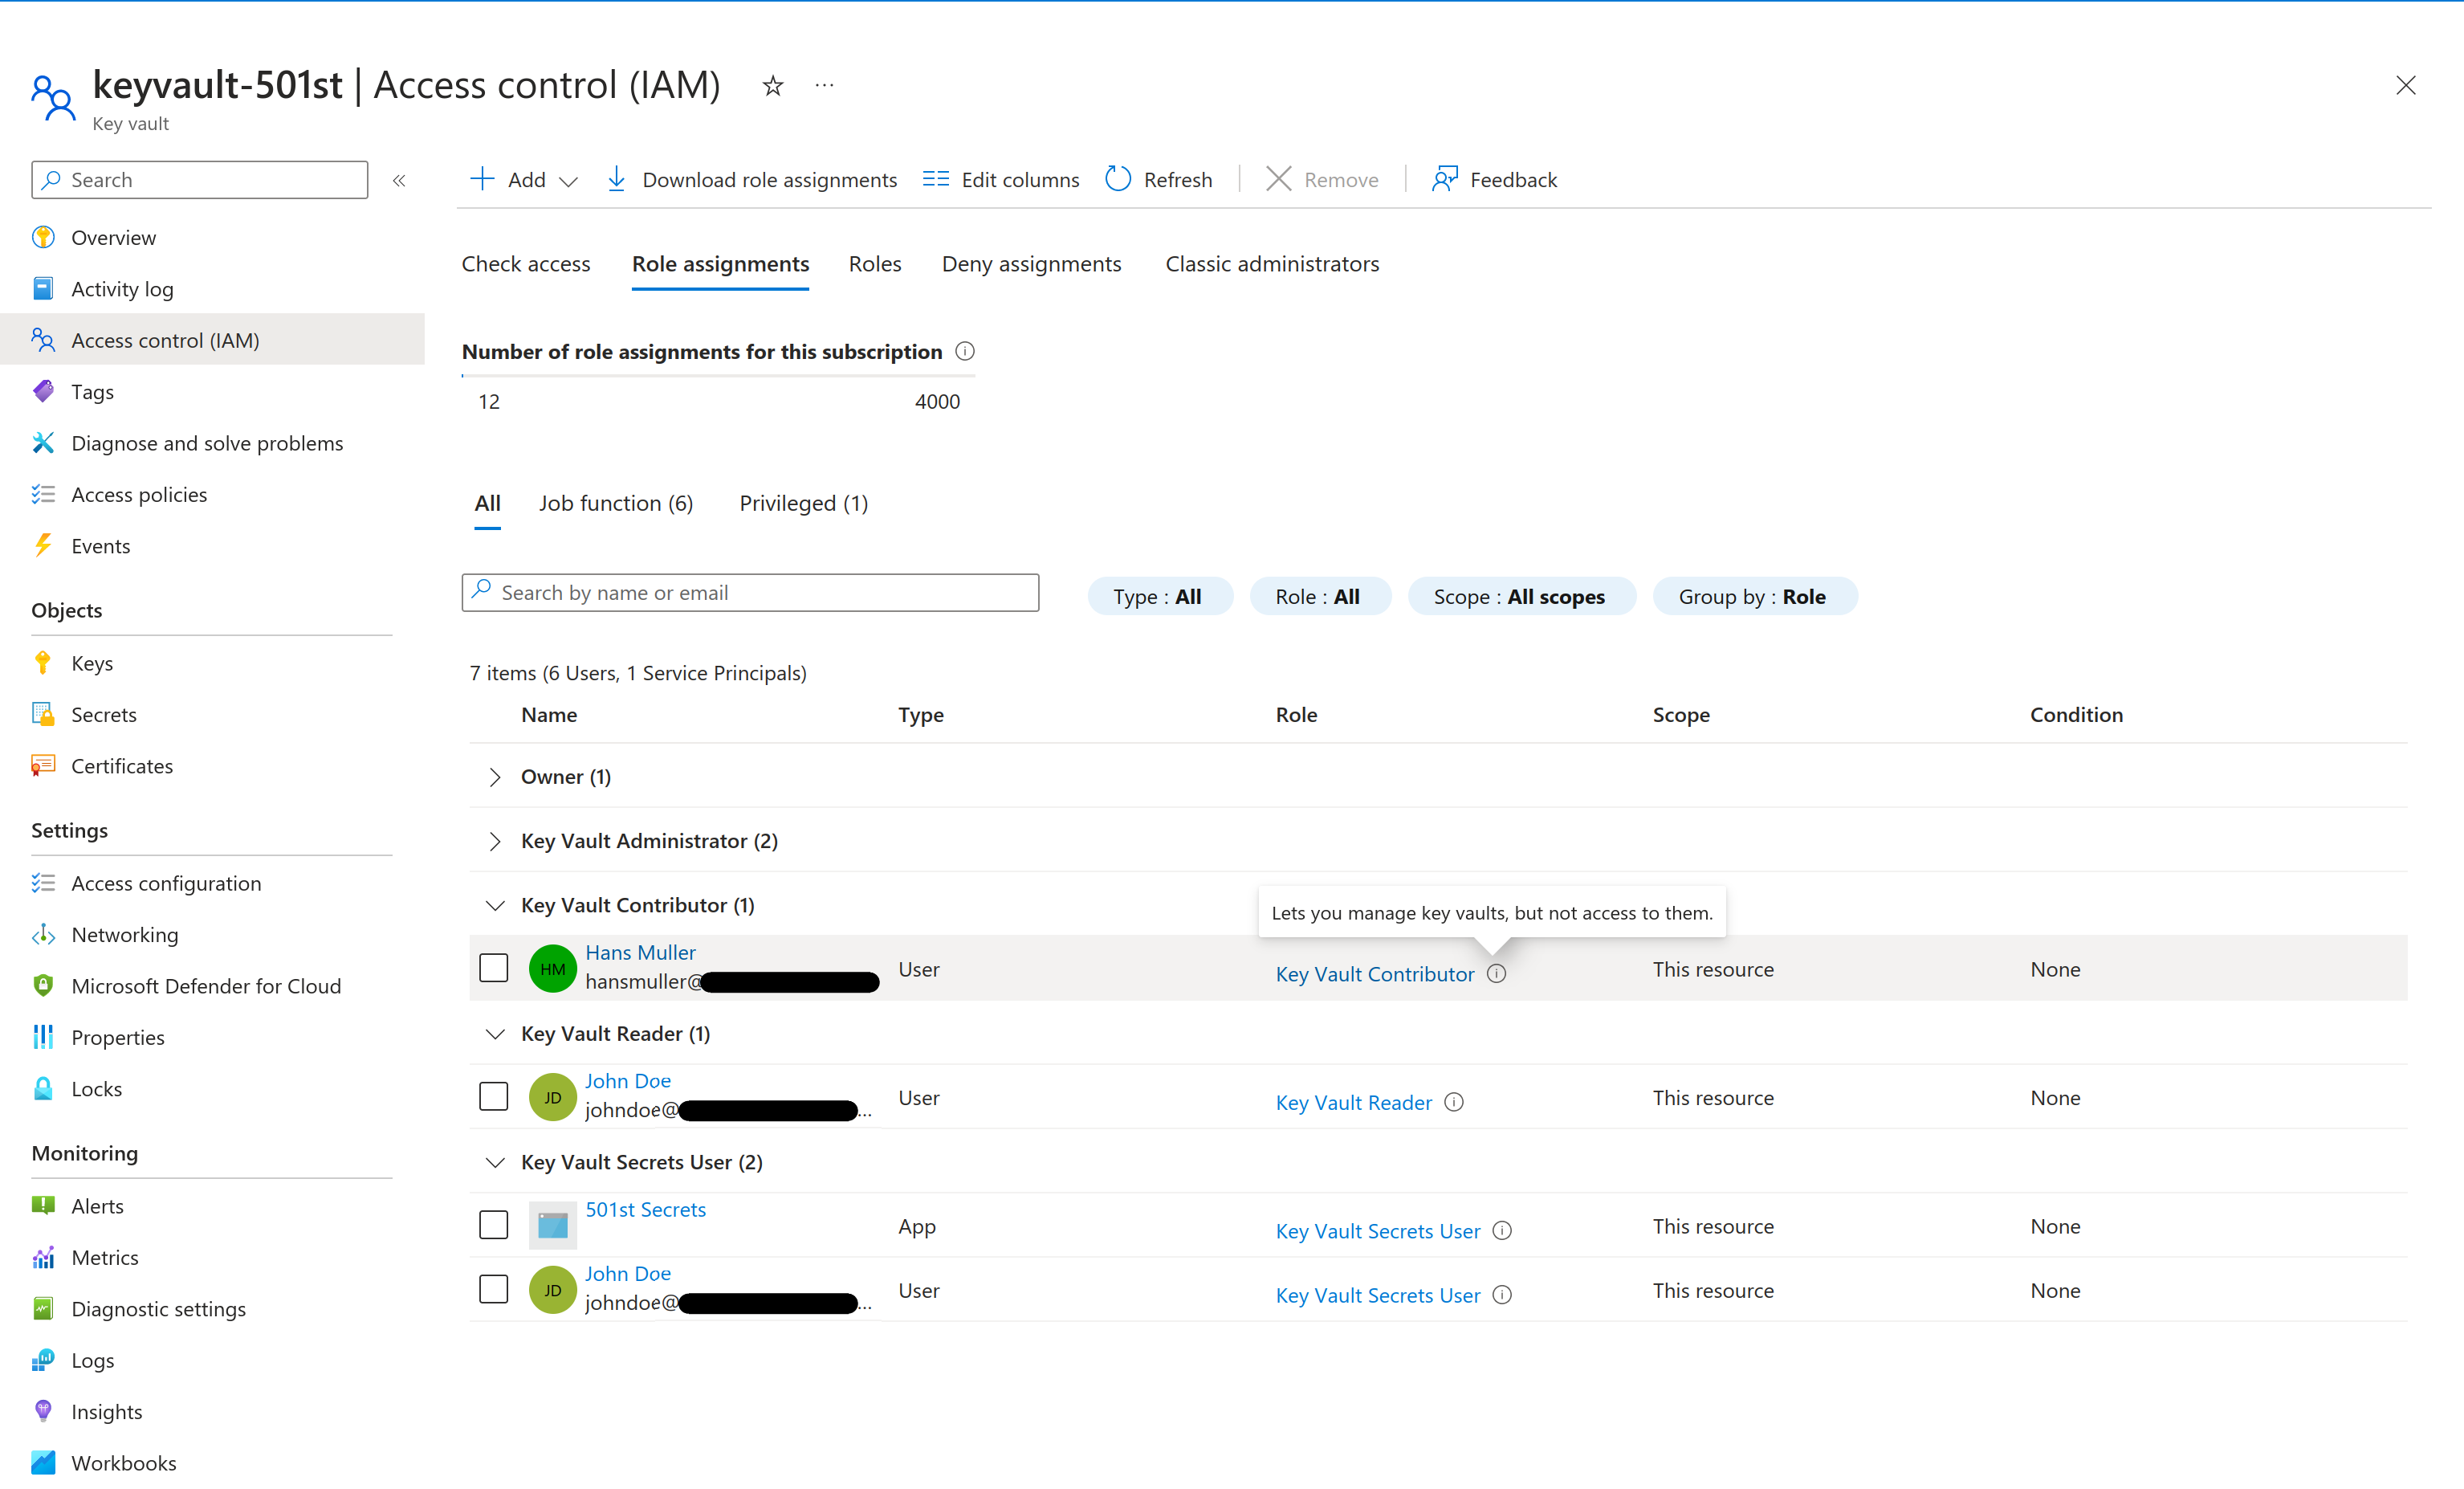 keyvault-501st | Access control (IAM) ☆ ···
Key vault
Search «
Overview
Activity log
Access control (IAM)
Tags
Diagnose and solve problems
Access policies
Events
Objects
Keys
Secrets
Certificates
Settings
Access configuration
Networking
Microsoft Defender for Cloud
Properties
Locks
Monitoring
Alerts
Metrics
Diagnostic settings
Logs
Insights
Workbooks
Add Download role assignments Edit columns Refresh Remove Feedback
Check access Role assignments Roles Deny assignments Classic administrators
Number of role assignments for this subscription
12 4000
All Job function (6) Privileged (1)
Search by name or email Type : All Role : All Scope : All scopes Group by : Role
7 items (6 Users, 1 Service Principals)
Name Type Role Scope Condition
Owner (1)
Key Vault Administrator (2)
Key Vault Contributor (1)
Lets you manage key vaults, but not access to them.
HM Hans Muller
hansmuller@ User Key Vault Contributor This resource None
Key Vault Reader (1)
JD John Doe
johndoe@ ... User Key Vault Reader This resource None
Key Vault Secrets User (2)
501st Secrets
App Key Vault Secrets User This resource None
JD John Doe
johndoe@ ... User Key Vault Secrets User This resource None